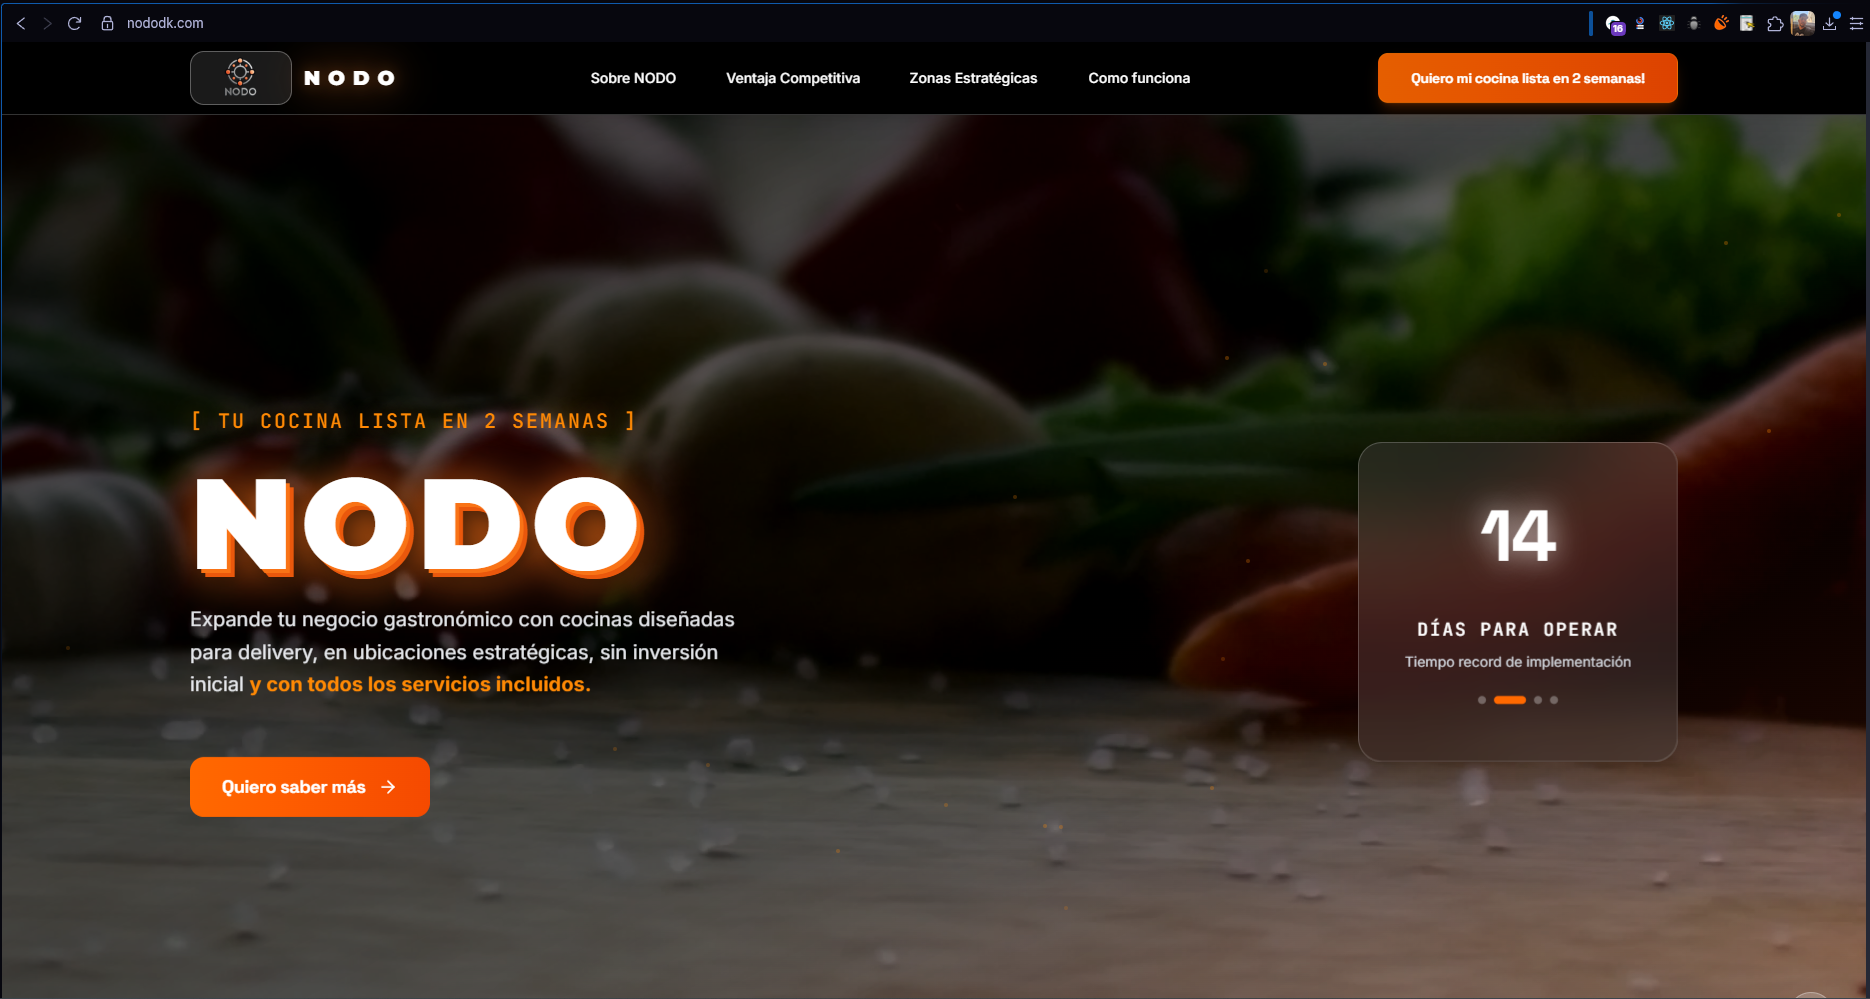 nododk.com
16
NODO
NODO
Sobre NODO
Ventaja Competitiva
Zonas Estratégicas
Como funciona
Quiero mi cocina lista en 2 semanas!
[ TU COCINA LISTA EN 2 SEMANAS ]
NODO
Expande tu negocio gastronómico con cocinas diseñadas
para delivery, en ubicaciones estratégicas, sin inversión
inicial y con todos los servicios incluidos.
Quiero saber más →
14
DÍAS PARA OPERAR
Tiempo record de implementación